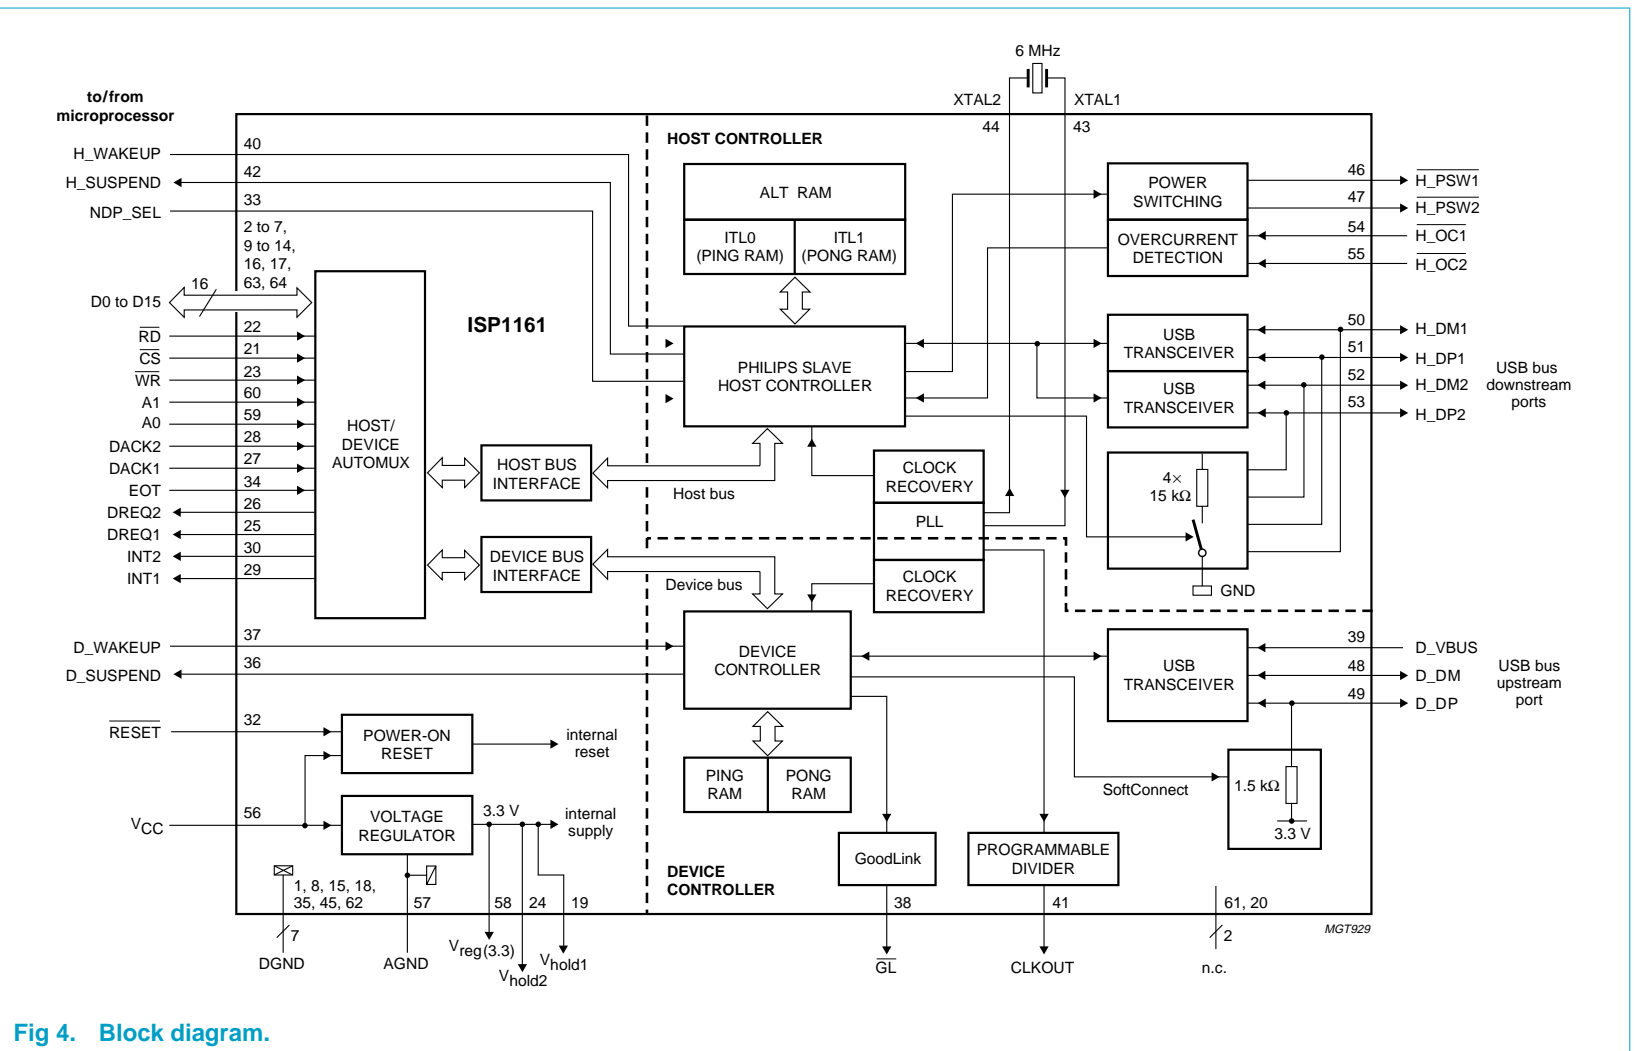 6 MHz
to/from
microprocessor
XTAL2
XTAL1
44
43
HOST CONTROLLER
H_WAKEUP
40
H_SUSPEND
42
NDP_SEL
33
2 to 7,
9 to 14,
16, 17,
63, 64
D0 to D15
16
RD
22
CS
21
WR
23
A1
60
A0
59
DACK2
28
DACK1
27
EOT
34
DREQ2
26
DREQ1
25
INT2
30
INT1
29
HOST/
DEVICE
AUTOMUX
ISP1161
HOST BUS
INTERFACE
Host bus
DEVICE BUS
INTERFACE
Device bus
ALT RAM
ITL0
(PING RAM)
ITL1
(PONG RAM)
PHILIPS SLAVE
HOST CONTROLLER
CLOCK
RECOVERY
PLL
CLOCK
RECOVERY
POWER
SWITCHING
OVERCURRENT
DETECTION
46
H_PSW1
47
H_PSW2
54
H_OC1
55
H_OC2
USB
TRANSCEIVER
USB
TRANSCEIVER
50
H_DM1
51
H_DP1
52
H_DM2
53
H_DP2
USB bus
downstream
ports
4×
15 kΩ
GND
D_WAKEUP
37
D_SUSPEND
36
DEVICE
CONTROLLER
PING
RAM
PONG
RAM
USB
TRANSCEIVER
39
D_VBUS
48
D_DM
49
D_DP
USB bus
upstream
port
SoftConnect
1.5 kΩ
3.3 V
RESET
32
POWER-ON
RESET
internal
reset
VCC
56
VOLTAGE
REGULATOR
3.3 V
internal
supply
GoodLink
PROGRAMMABLE
DIVIDER
DEVICE
CONTROLLER
1, 8, 15, 18,
35, 45, 62
57
58
24
19
38
41
61, 20
MGT929
7
2
DGND
AGND
Vreg(3.3)
Vhold2
Vhold1
GL
CLKOUT
n.c.
Fig 4. Block diagram.